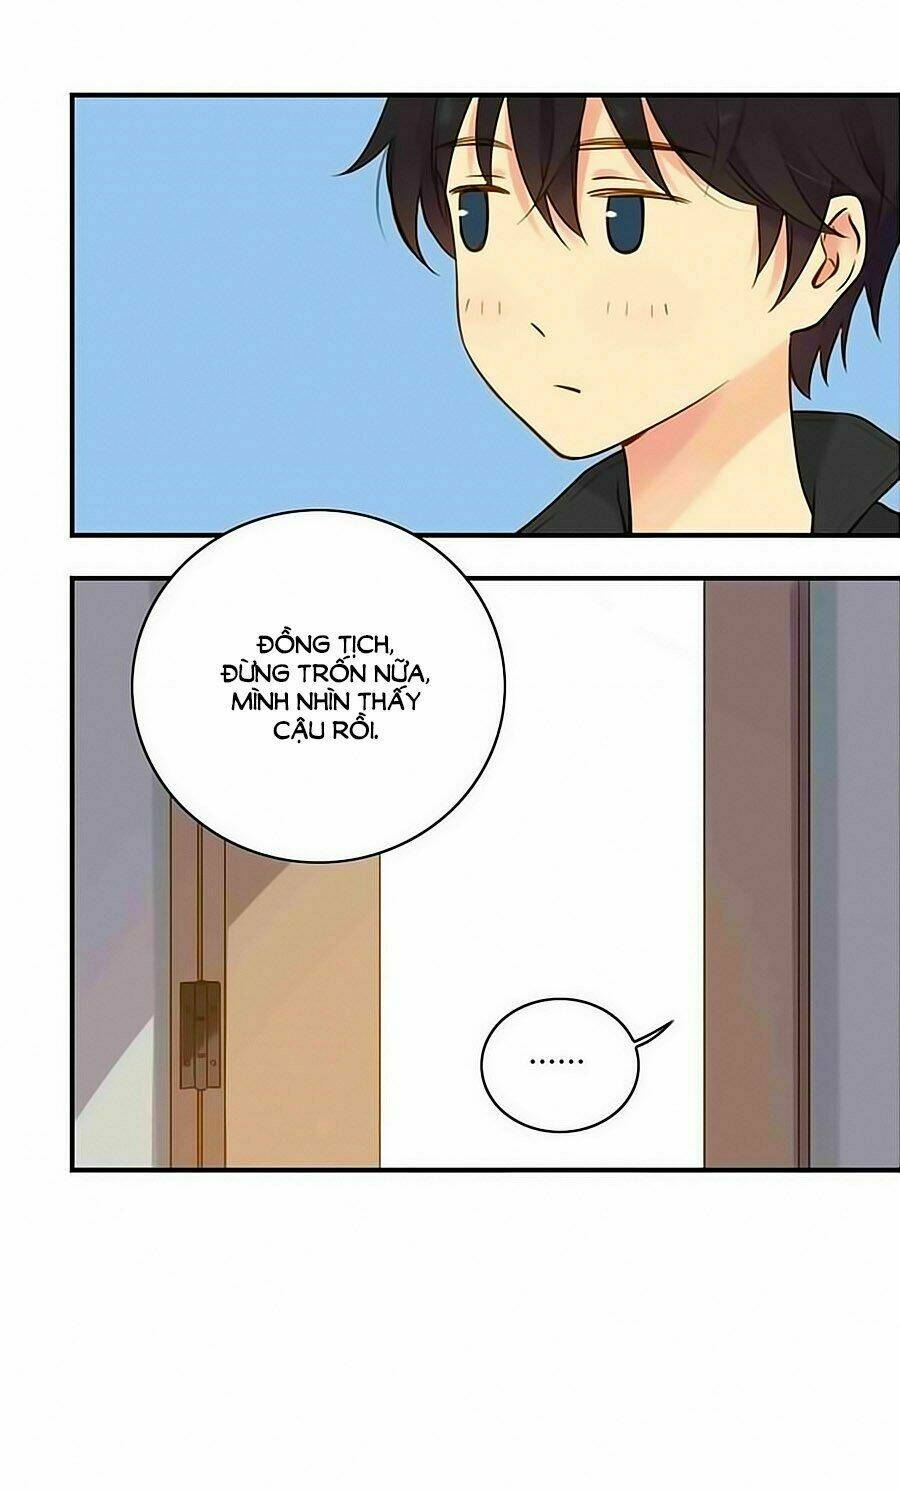 ĐỒNG TỊCH,
ĐỪNG TRỐN NỮA,
MÌNH NHÌN THẤY
CẬU RỒI.
......